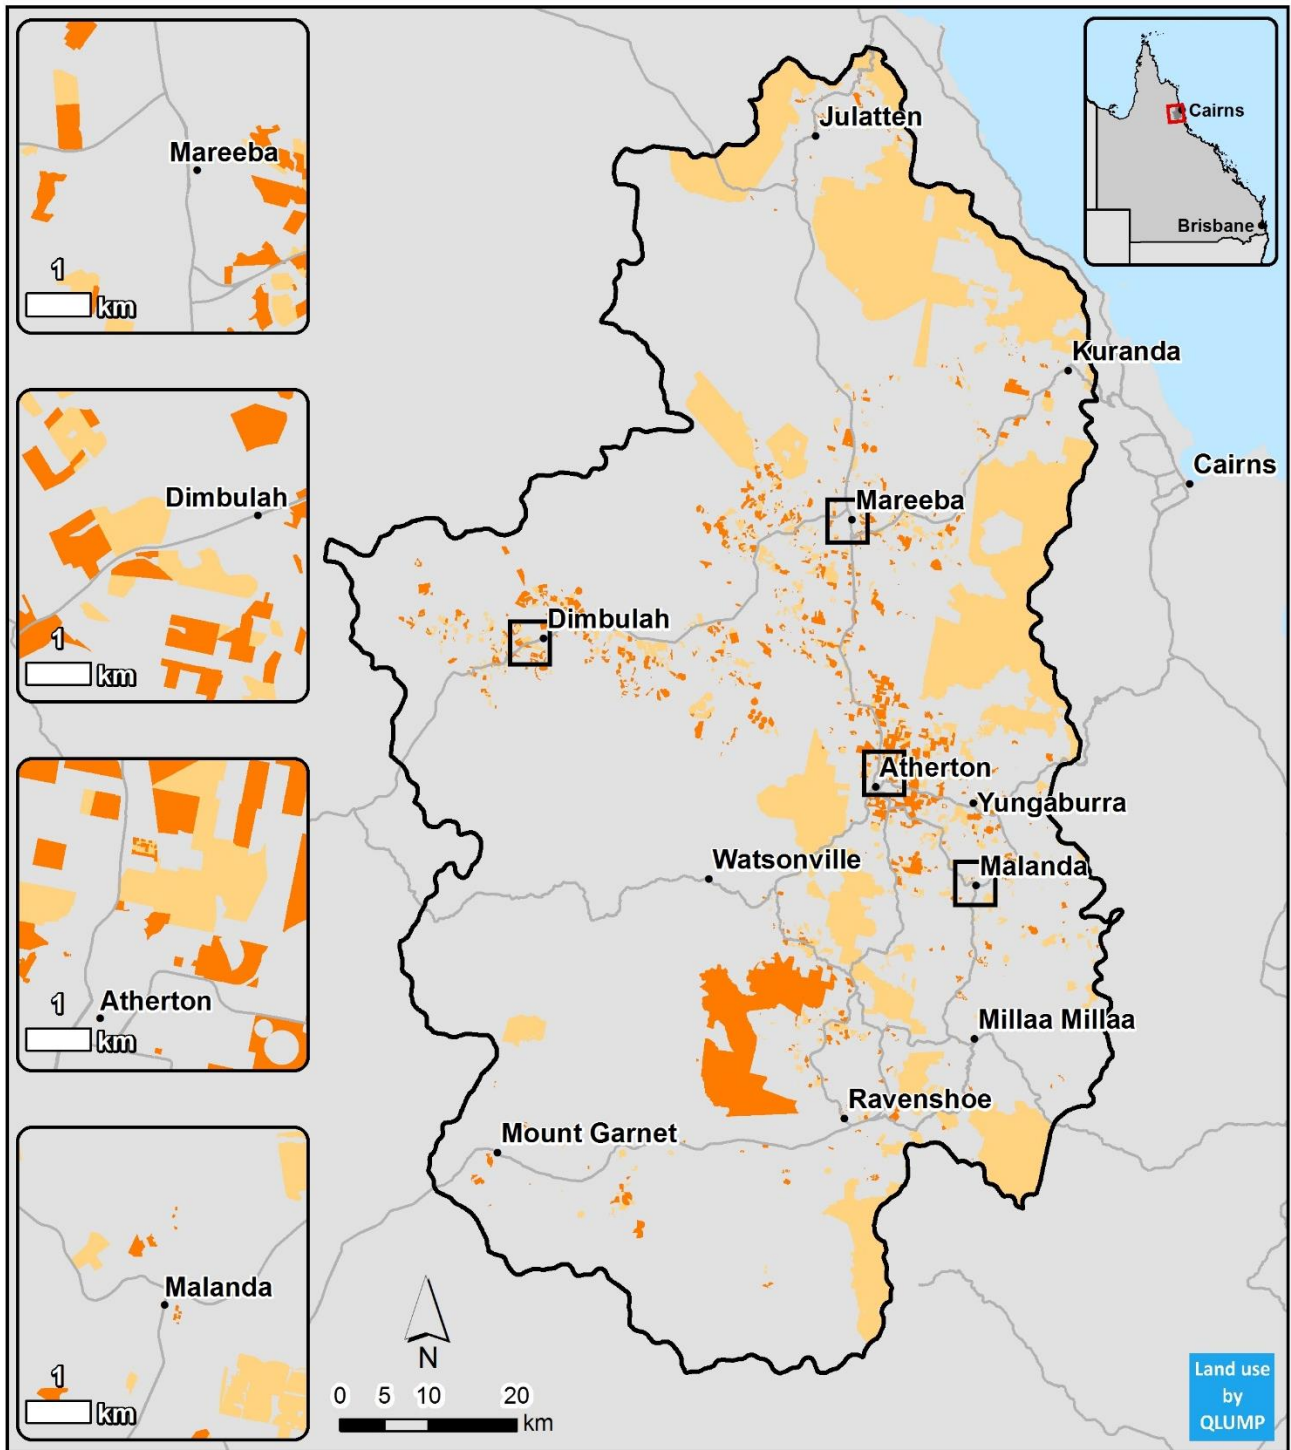 Mareeba
1
km
Dimbulah
1
km
Atherton
1
km
Malanda
1
km
Cairns
Brisbane
Julatten
Kuranda
Cairns
Mareeba
Dimbulah
Atherton
Yungaburra
Watsonville
Malanda
Millaa Millaa
Ravenshoe
Mount Garnet
N
0 5 10 20
km
Land use
by
QLUMP